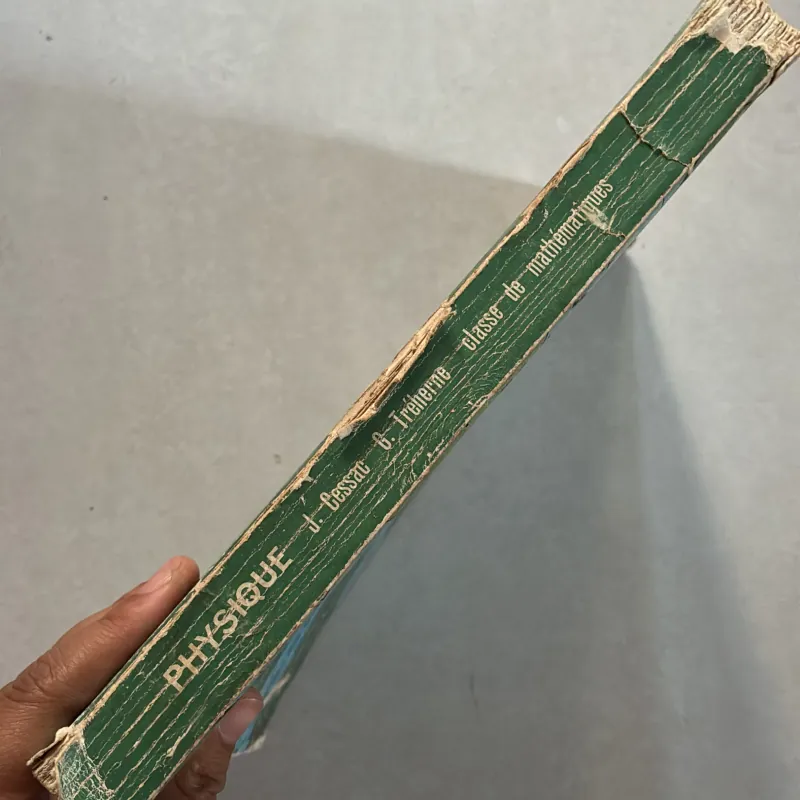 PHYSIQUE J. Cessac G. Tréherne classe de mathématiques